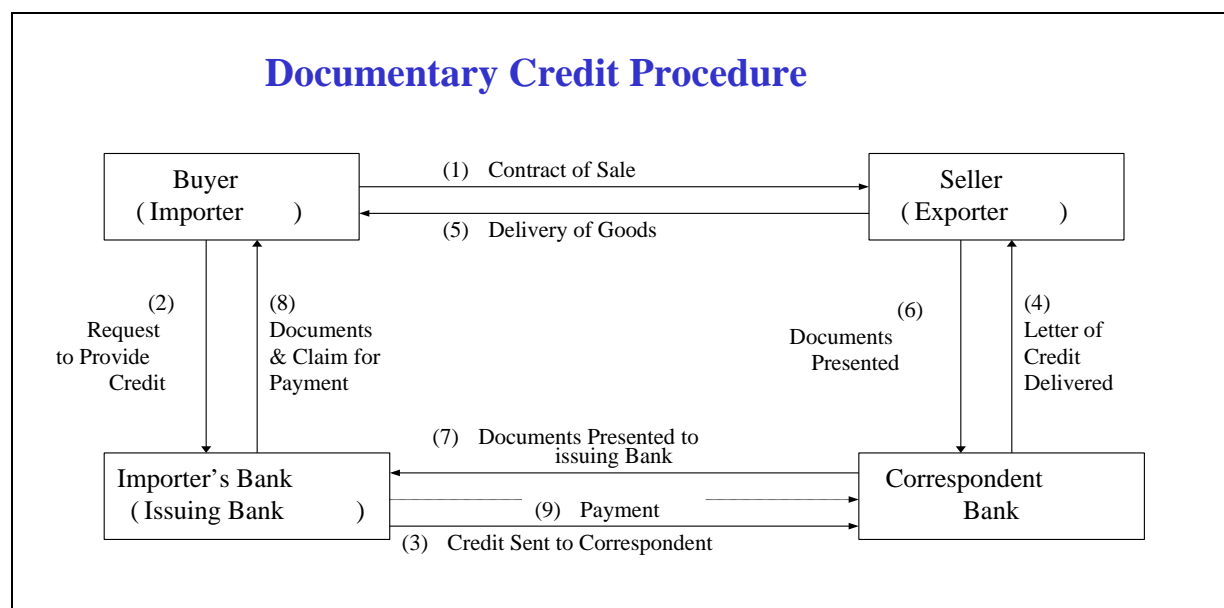 Documentary Credit Procedure
Buyer
( Importer )
(1) Contract of Sale
(5) Delivery of Goods
Seller
( Exporter )
(2)
Request
to Provide
Credit
(8)
Documents
& Claim for
Payment
(6)
Documents
Presented
(4)
Letter of
Credit
Delivered
(7) Documents Presented to
issuing Bank
Importer’s Bank
( Issuing Bank )
(9) Payment
(3) Credit Sent to Correspondent
Correspondent
Bank